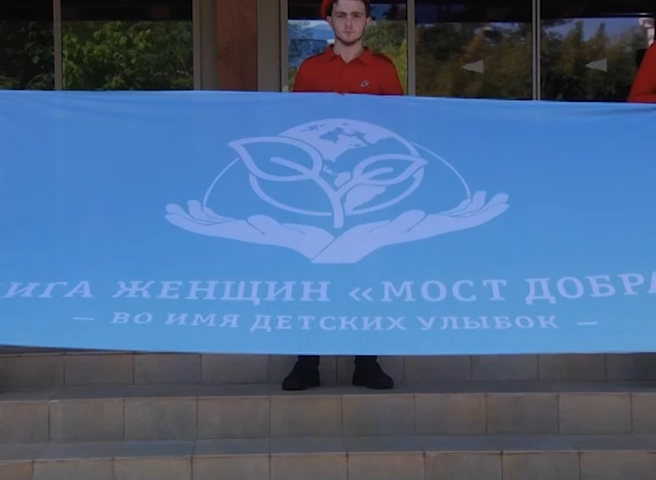 ИГА ЖЕНЩИН «МОСТ ДОБРА
— ВО ИМЯ ДЕТСКИХ УЛЫБОК —